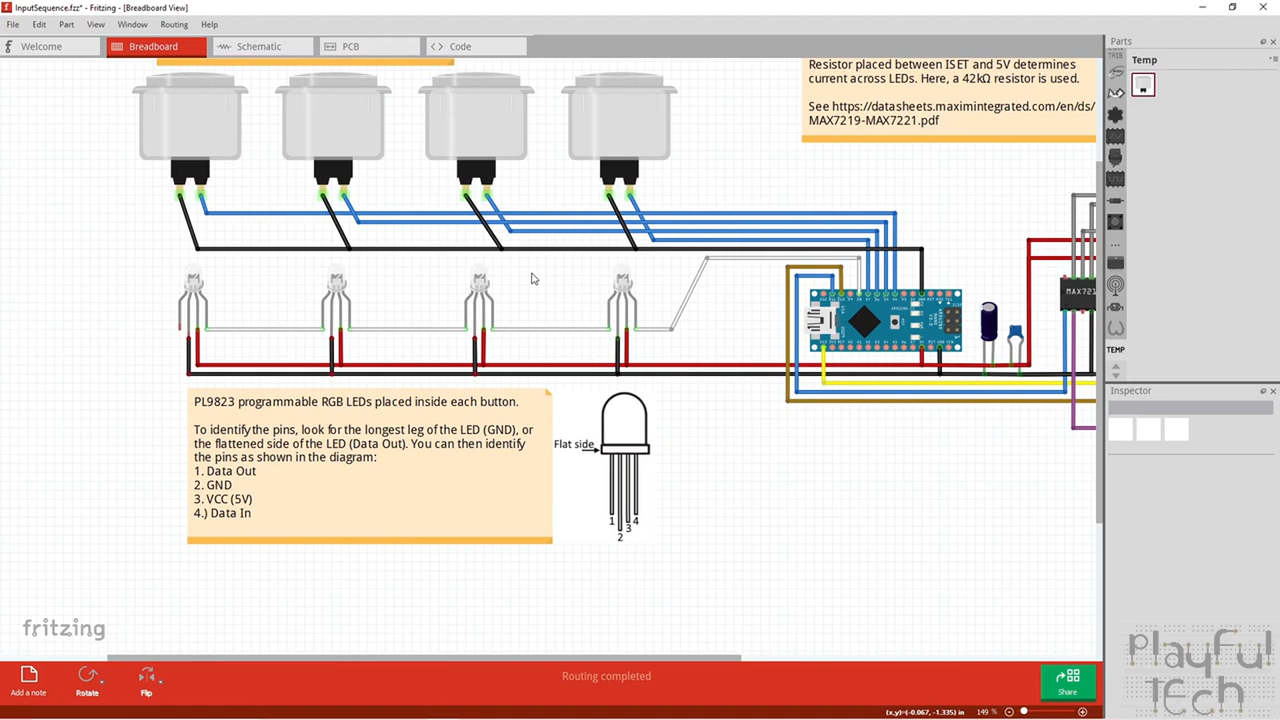 InputSequence.fzz* - Fritzing - [Breadboard View]
File Edit Part View Window Routing Help
Welcome Breadboard Schematic PCB Code
Parts
Temp
Resistor placed between ISET and 5V determines
current across LEDs. Here, a 42kΩ resistor is used.
See https://datasheets.maximintegrated.com/en/ds/
MAX7219-MAX7221.pdf
MAX721
TEMP
Inspector
PL9823 programmable RGB LEDs placed inside each button.
To identify the pins, look for the longest leg of the LED (GND), or
the flattened side of the LED (Data Out). You can then identify
the pins as shown in the diagram:
1. Data Out
2. GND
3. VCC (5V)
4.) Data In
Flat side
1 4
3
2
fritzing
Playful
Tech
Add a note Rotate Flip
Routing completed
Share
(x,y)=(-0.067, -1.335) in 149 %